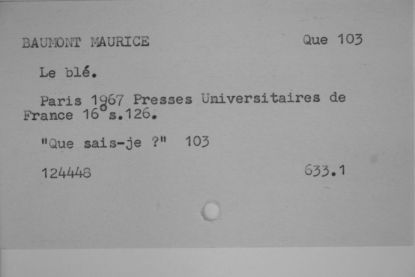 BAUMONT MAURICE Que 103
Le blé.
Paris 1967 Presses Universitaires de
France 16° s.126.
"Que sais-je ?" 103
124448 633.1